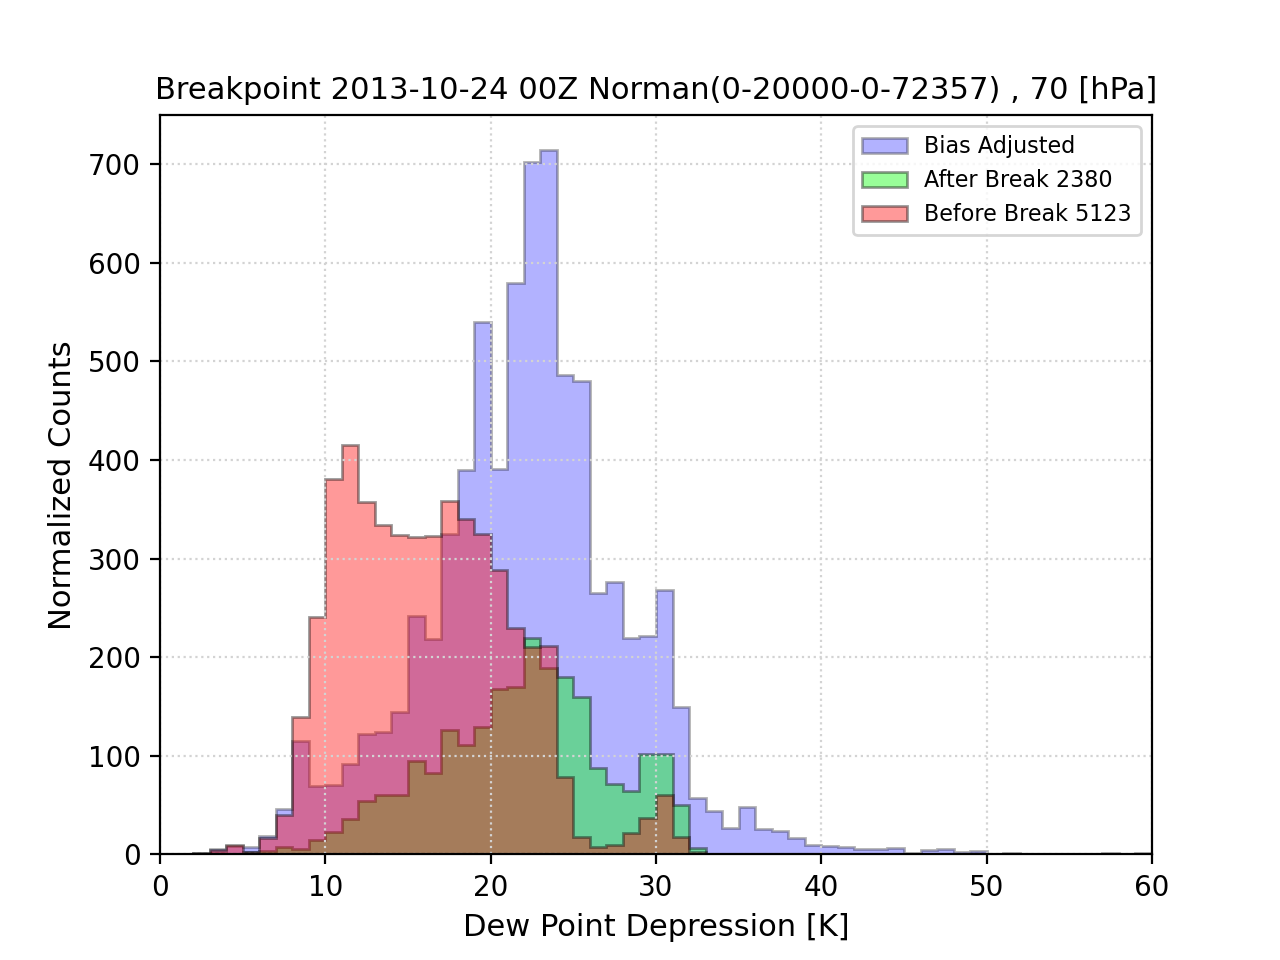 Breakpoint 2013-10-24 00Z Norman(0-20000-0-72357) , 70 [hPa]
Bias Adjusted
After Break 2380
Before Break 5123
Normalized Counts
700
600
500
400
300
200
100
0
0 10 20 30 40 50 60
Dew Point Depression [K]